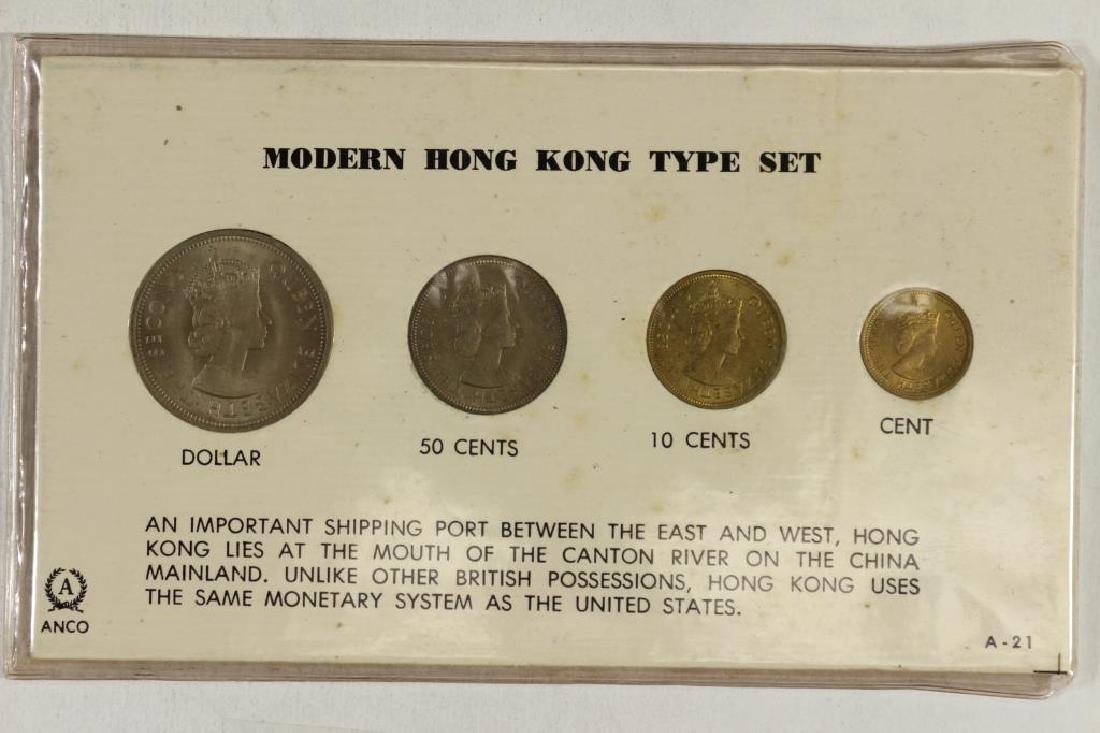 MODERN HONG KONG TYPE SET
QUEEN
DOLLAR
50 CENTS
10 CENTS
CENT
AN IMPORTANT SHIPPING PORT BETWEEN THE EAST AND WEST, HONG
KONG LIES AT THE MOUTH OF THE CANTON RIVER ON THE CHINA
MAINLAND. UNLIKE OTHER BRITISH POSSESSIONS, HONG KONG USES
THE SAME MONETARY SYSTEM AS THE UNITED STATES.
A
ANCO
A-21